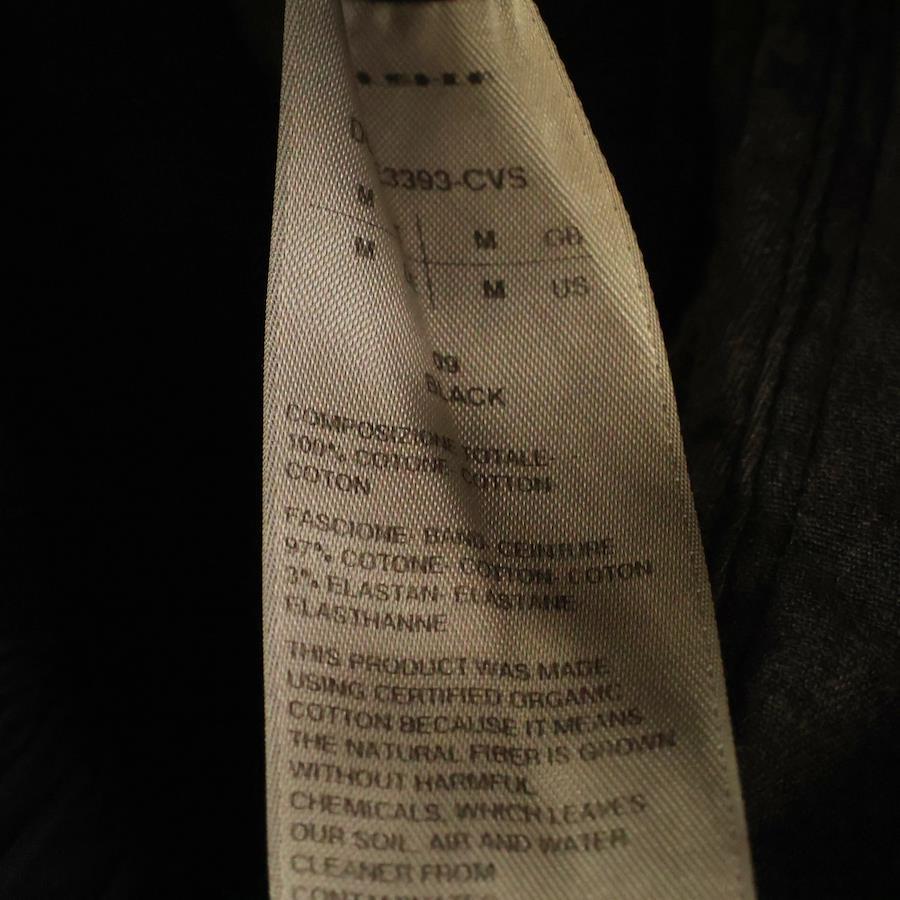 3393-CVS
M M GB
M M US
09
BLACK
COMPOSIZIONE TOTALE:
100% COTONE- COTTON-
COTON
FASCIONE- BAND- CEINTURE
97% COTONE- COTTON- COTON
3% ELASTAN- ELASTANE-
ELASTHANNE
THIS PRODUCT WAS MADE
USING CERTIFIED ORGANIC
COTTON BECAUSE IT MEANS
THE NATURAL FIBER IS GROWN
WITHOUT HARMFUL
CHEMICALS, WHICH LEAVES
OUR SOIL, AIR AND WATER
CLEANER FROM